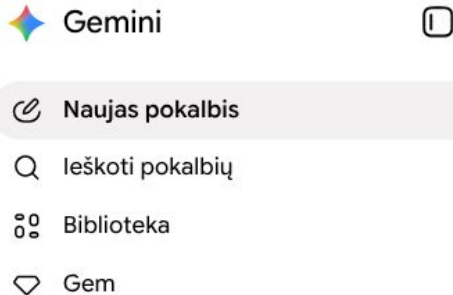 Gemini
Naujas pokalbis
Ieškoti pokalbių
Biblioteka
Gem